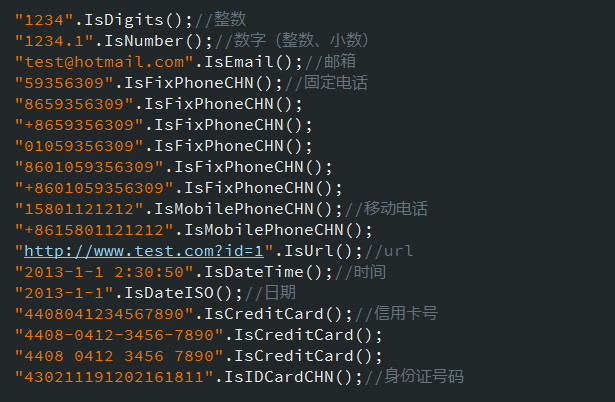 "1234".IsDigits();//整数
"1234.1".IsNumber();//数字（整数、小数）
"test@hotmail.com".IsEmail();//邮箱
"59356309".IsFixPhoneCHN();//固定电话
"8659356309".IsFixPhoneCHN();
"+8659356309".IsFixPhoneCHN();
"01059356309".IsFixPhoneCHN();
"8601059356309".IsFixPhoneCHN();
"+8601059356309".IsFixPhoneCHN();
"15801121212".IsMobilePhoneCHN();//移动电话
"+8615801121212".IsMobilePhoneCHN();
"http://www.test.com?id=1".IsUrl();//url
"2013-1-1 2:30:50".IsDateTime();//时间
"2013-1-1".IsDateISO();//日期
"4408041234567890".IsCreditCard();//信用卡号
"4408-0412-3456-7890".IsCreditCard();
"4408 0412 3456 7890".IsCreditCard();
"430211191202161811".IsIDCardCHN();//身份证号码